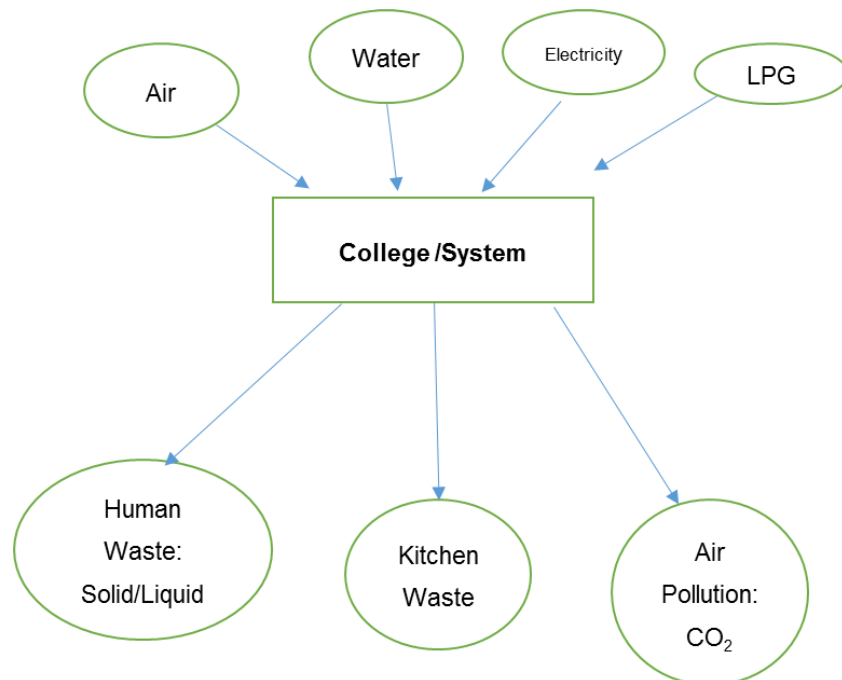 Air
Water
Electricity
LPG
College /System
Human
Waste:
Solid/Liquid
Kitchen
Waste
Air
Pollution:
CO₂